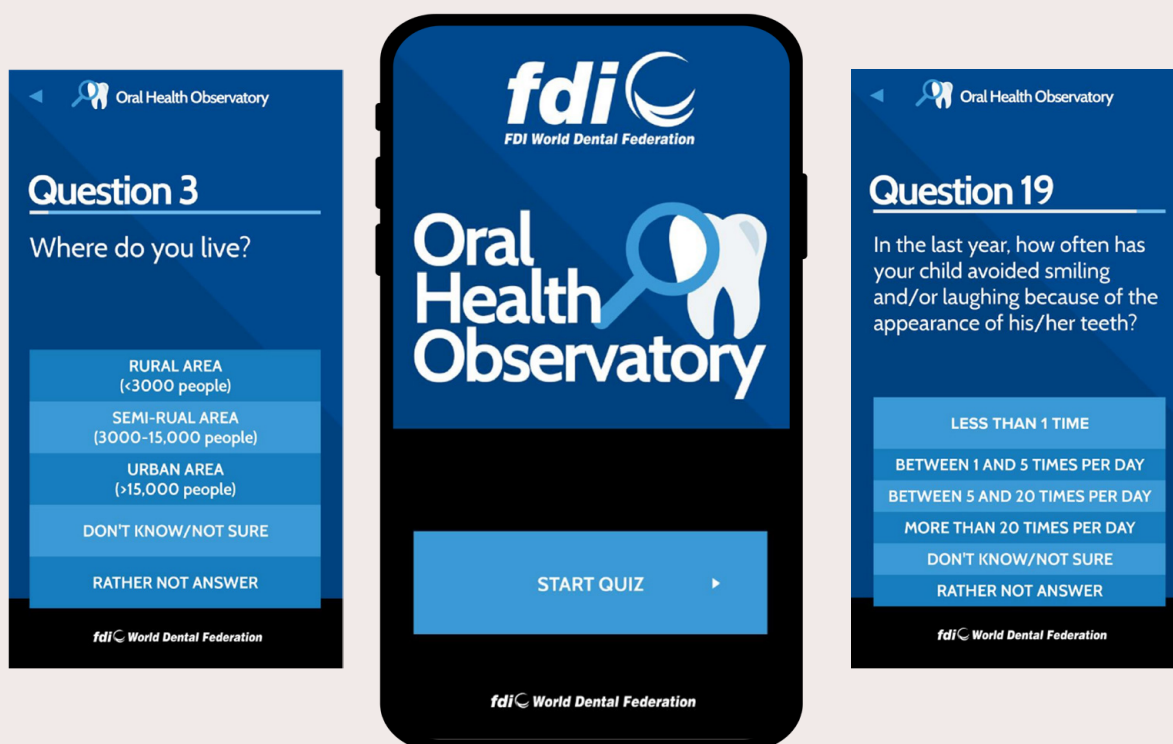 Oral Health Observatory
Question 3
Where do you live?
RURAL AREA
(<3000 people)
SEMI-RUAL AREA
(3000-15,000 people)
URBAN AREA
(>15,000 people)
DON'T KNOW/NOT SURE
RATHER NOT ANSWER
fdi World Dental Federation
fdi
FDI World Dental Federation
Oral
Health
Observatory
START QUIZ
fdi World Dental Federation
Oral Health Observatory
Question 19
In the last year, how often has
your child avoided smiling
and/or laughing because of the
appearance of his/her teeth?
LESS THAN 1 TIME
BETWEEN 1 AND 5 TIMES PER DAY
BETWEEN 5 AND 20 TIMES PER DAY
MORE THAN 20 TIMES PER DAY
DON'T KNOW/NOT SURE
RATHER NOT ANSWER
fdi World Dental Federation